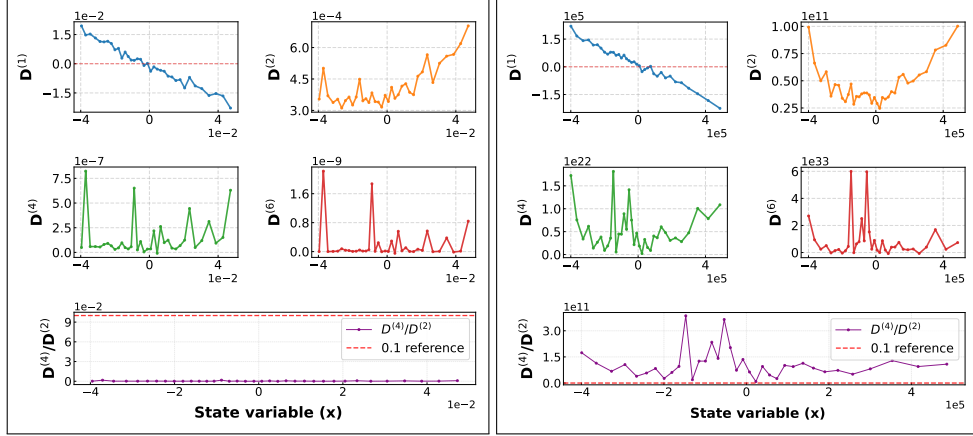 1e−2
D(1)
1.5
0.0
−1.5
−4
0
4
1e−2
1e−4
D(2)
6.0
4.5
3.0
−4
0
4
1e−2
1e−7
D(4)
7.5
5.0
2.5
0.0
−4
0
4
1e−2
1e−9
D(6)
1.8
0.9
0.0
−4
0
4
1e−2
1e−2
D(4)/D(2)
9
6
3
0
D(4)/D(2)
0.1 reference
−4
−2
0
2
4
1e−2
State variable (x)
1e5
D(1)
1.5
0.0
−1.5
−4
0
4
1e5
1e11
D(2)
1.00
0.75
0.50
0.25
−4
0
4
1e5
1e22
D(4)
1.5
1.0
0.5
0.0
−4
0
4
1e5
1e33
D(6)
6
4
2
0
−4
0
4
1e5
1e11
D(4)/D(2)
3.0
1.5
0.0
D(4)/D(2)
0.1 reference
−4
−2
0
2
4
1e5
State variable (x)